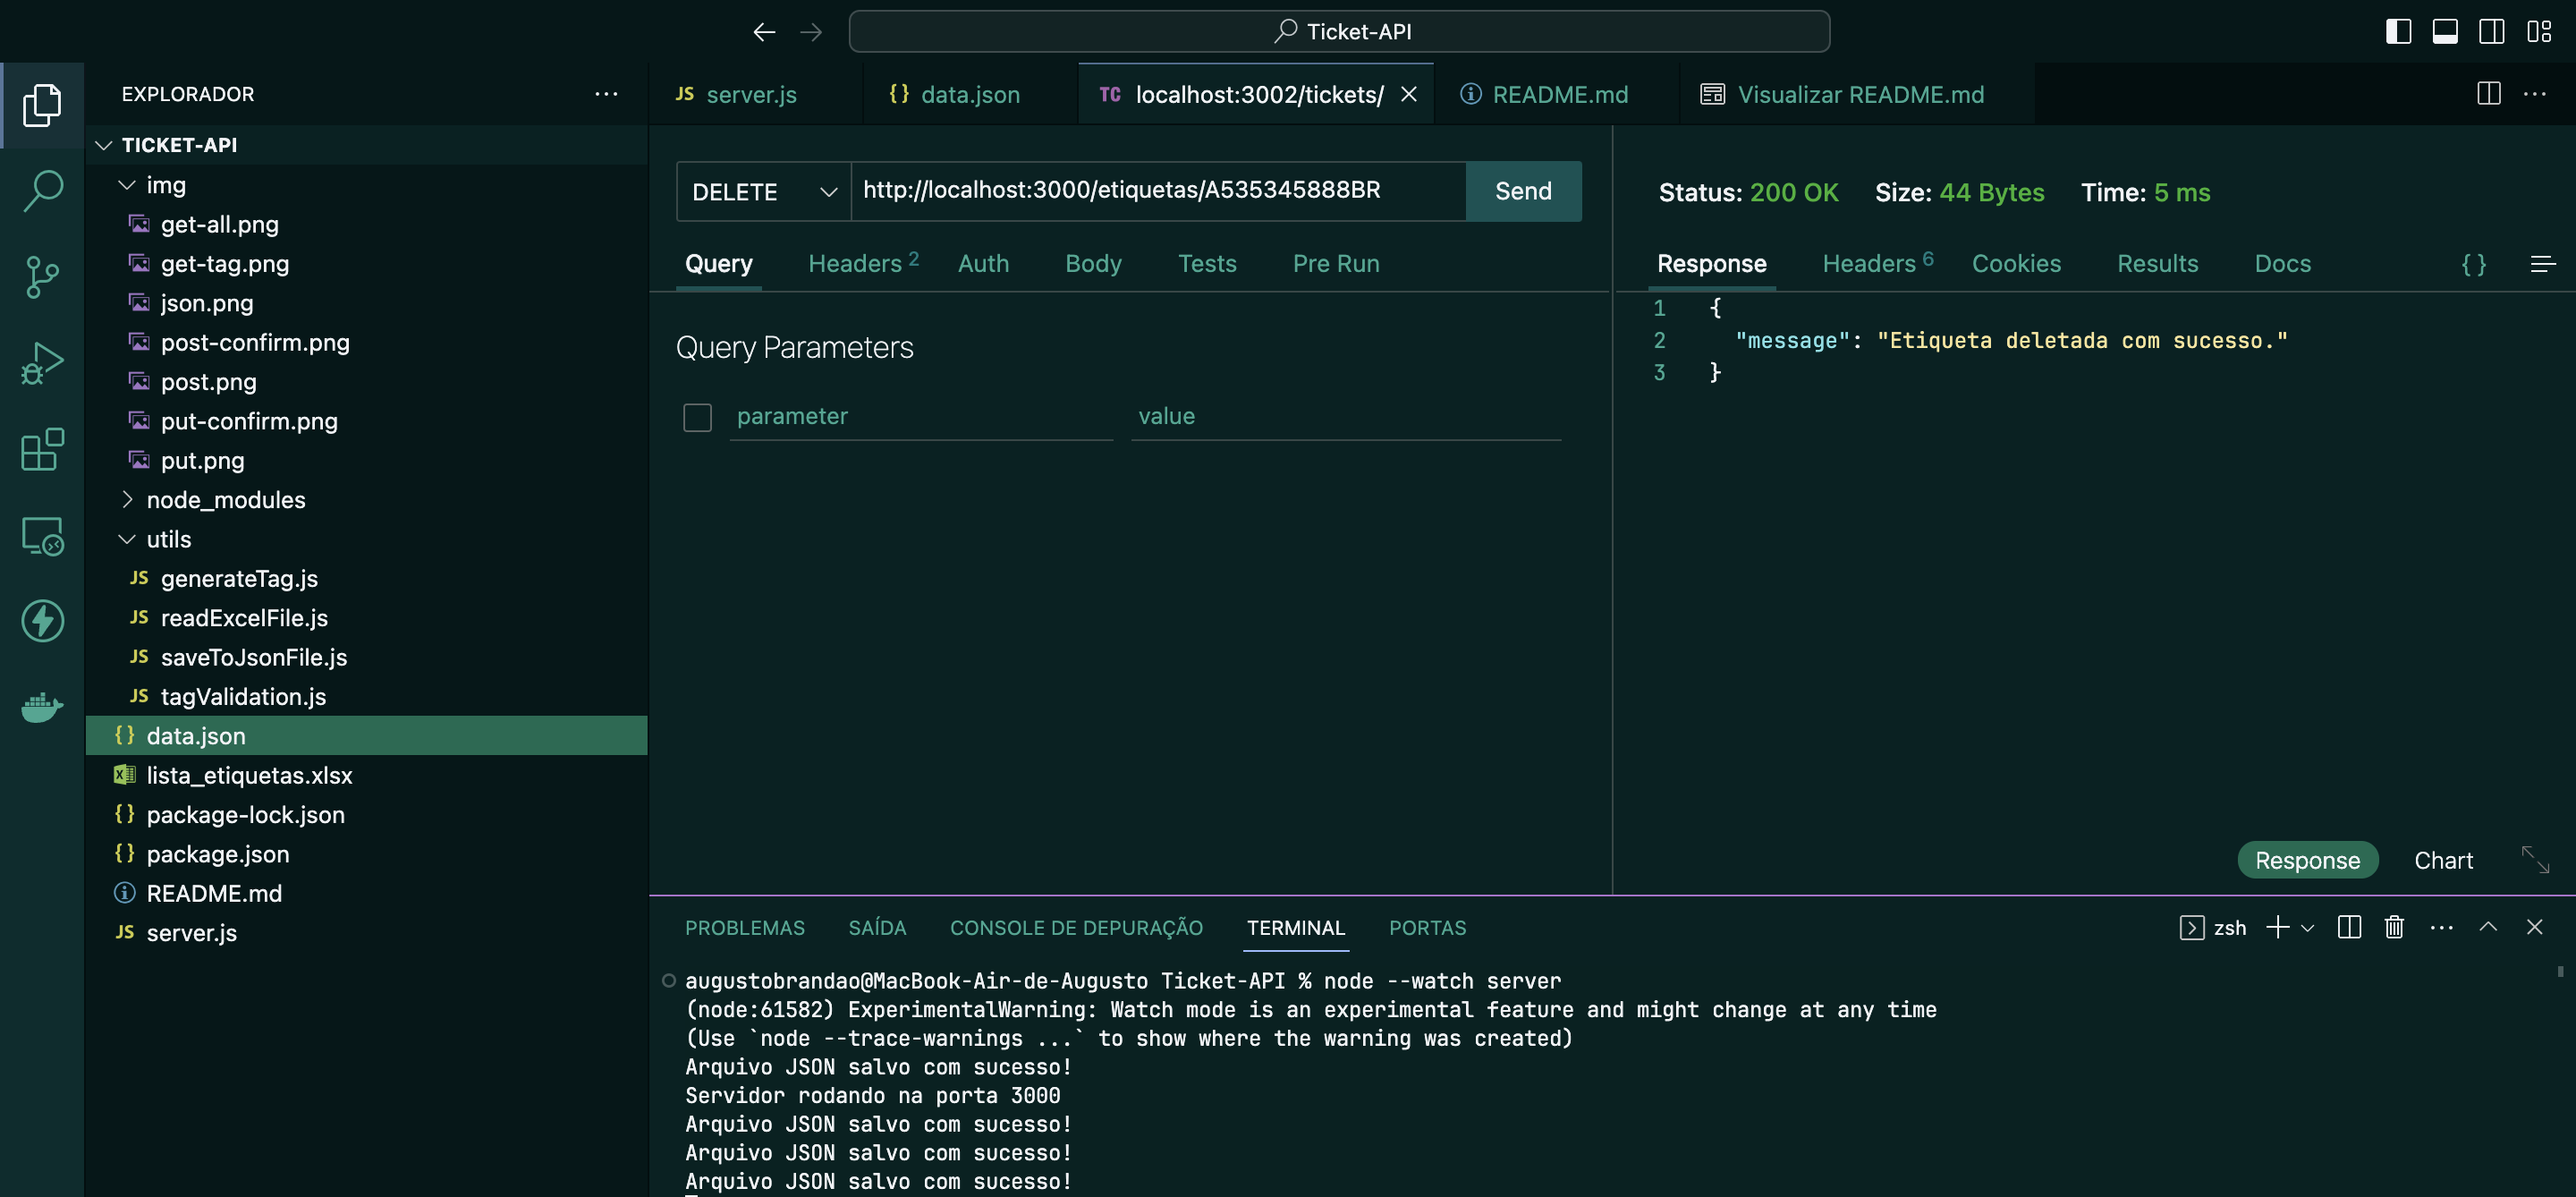 Ticket-API
EXPLORADOR
TICKET-API
img
get-all.png
get-tag.png
json.png
post-confirm.png
post.png
put-confirm.png
put.png
node_modules
utils
JS generateTag.js
JS readExcelFile.js
JS saveToJsonFile.js
JS tagValidation.js
{} data.json
lista_etiquetas.xlsx
{} package-lock.json
{} package.json
README.md
JS server.js
JS server.js
{} data.json
TC localhost:3002/tickets/
README.md
Visualizar README.md
DELETE
http://localhost:3000/etiquetas/A535345888BR
Send
Query Headers 2 Auth Body Tests Pre Run
Query Parameters
parameter value
Status: 200 OK Size: 44 Bytes Time: 5 ms
Response Headers 6 Cookies Results Docs {}
1 {
2 "message": "Etiqueta deletada com sucesso."
3 }
Response Chart
PROBLEMAS SAÍDA CONSOLE DE DEPURAÇÃO TERMINAL PORTAS
zsh
augustobrandao@MacBook-Air-de-Augusto Ticket-API % node --watch server
(node:61582) ExperimentalWarning: Watch mode is an experimental feature and might change at any time
(Use `node --trace-warnings ...` to show where the warning was created)
Arquivo JSON salvo com sucesso!
Servidor rodando na porta 3000
Arquivo JSON salvo com sucesso!
Arquivo JSON salvo com sucesso!
Arquivo JSON salvo com sucesso!